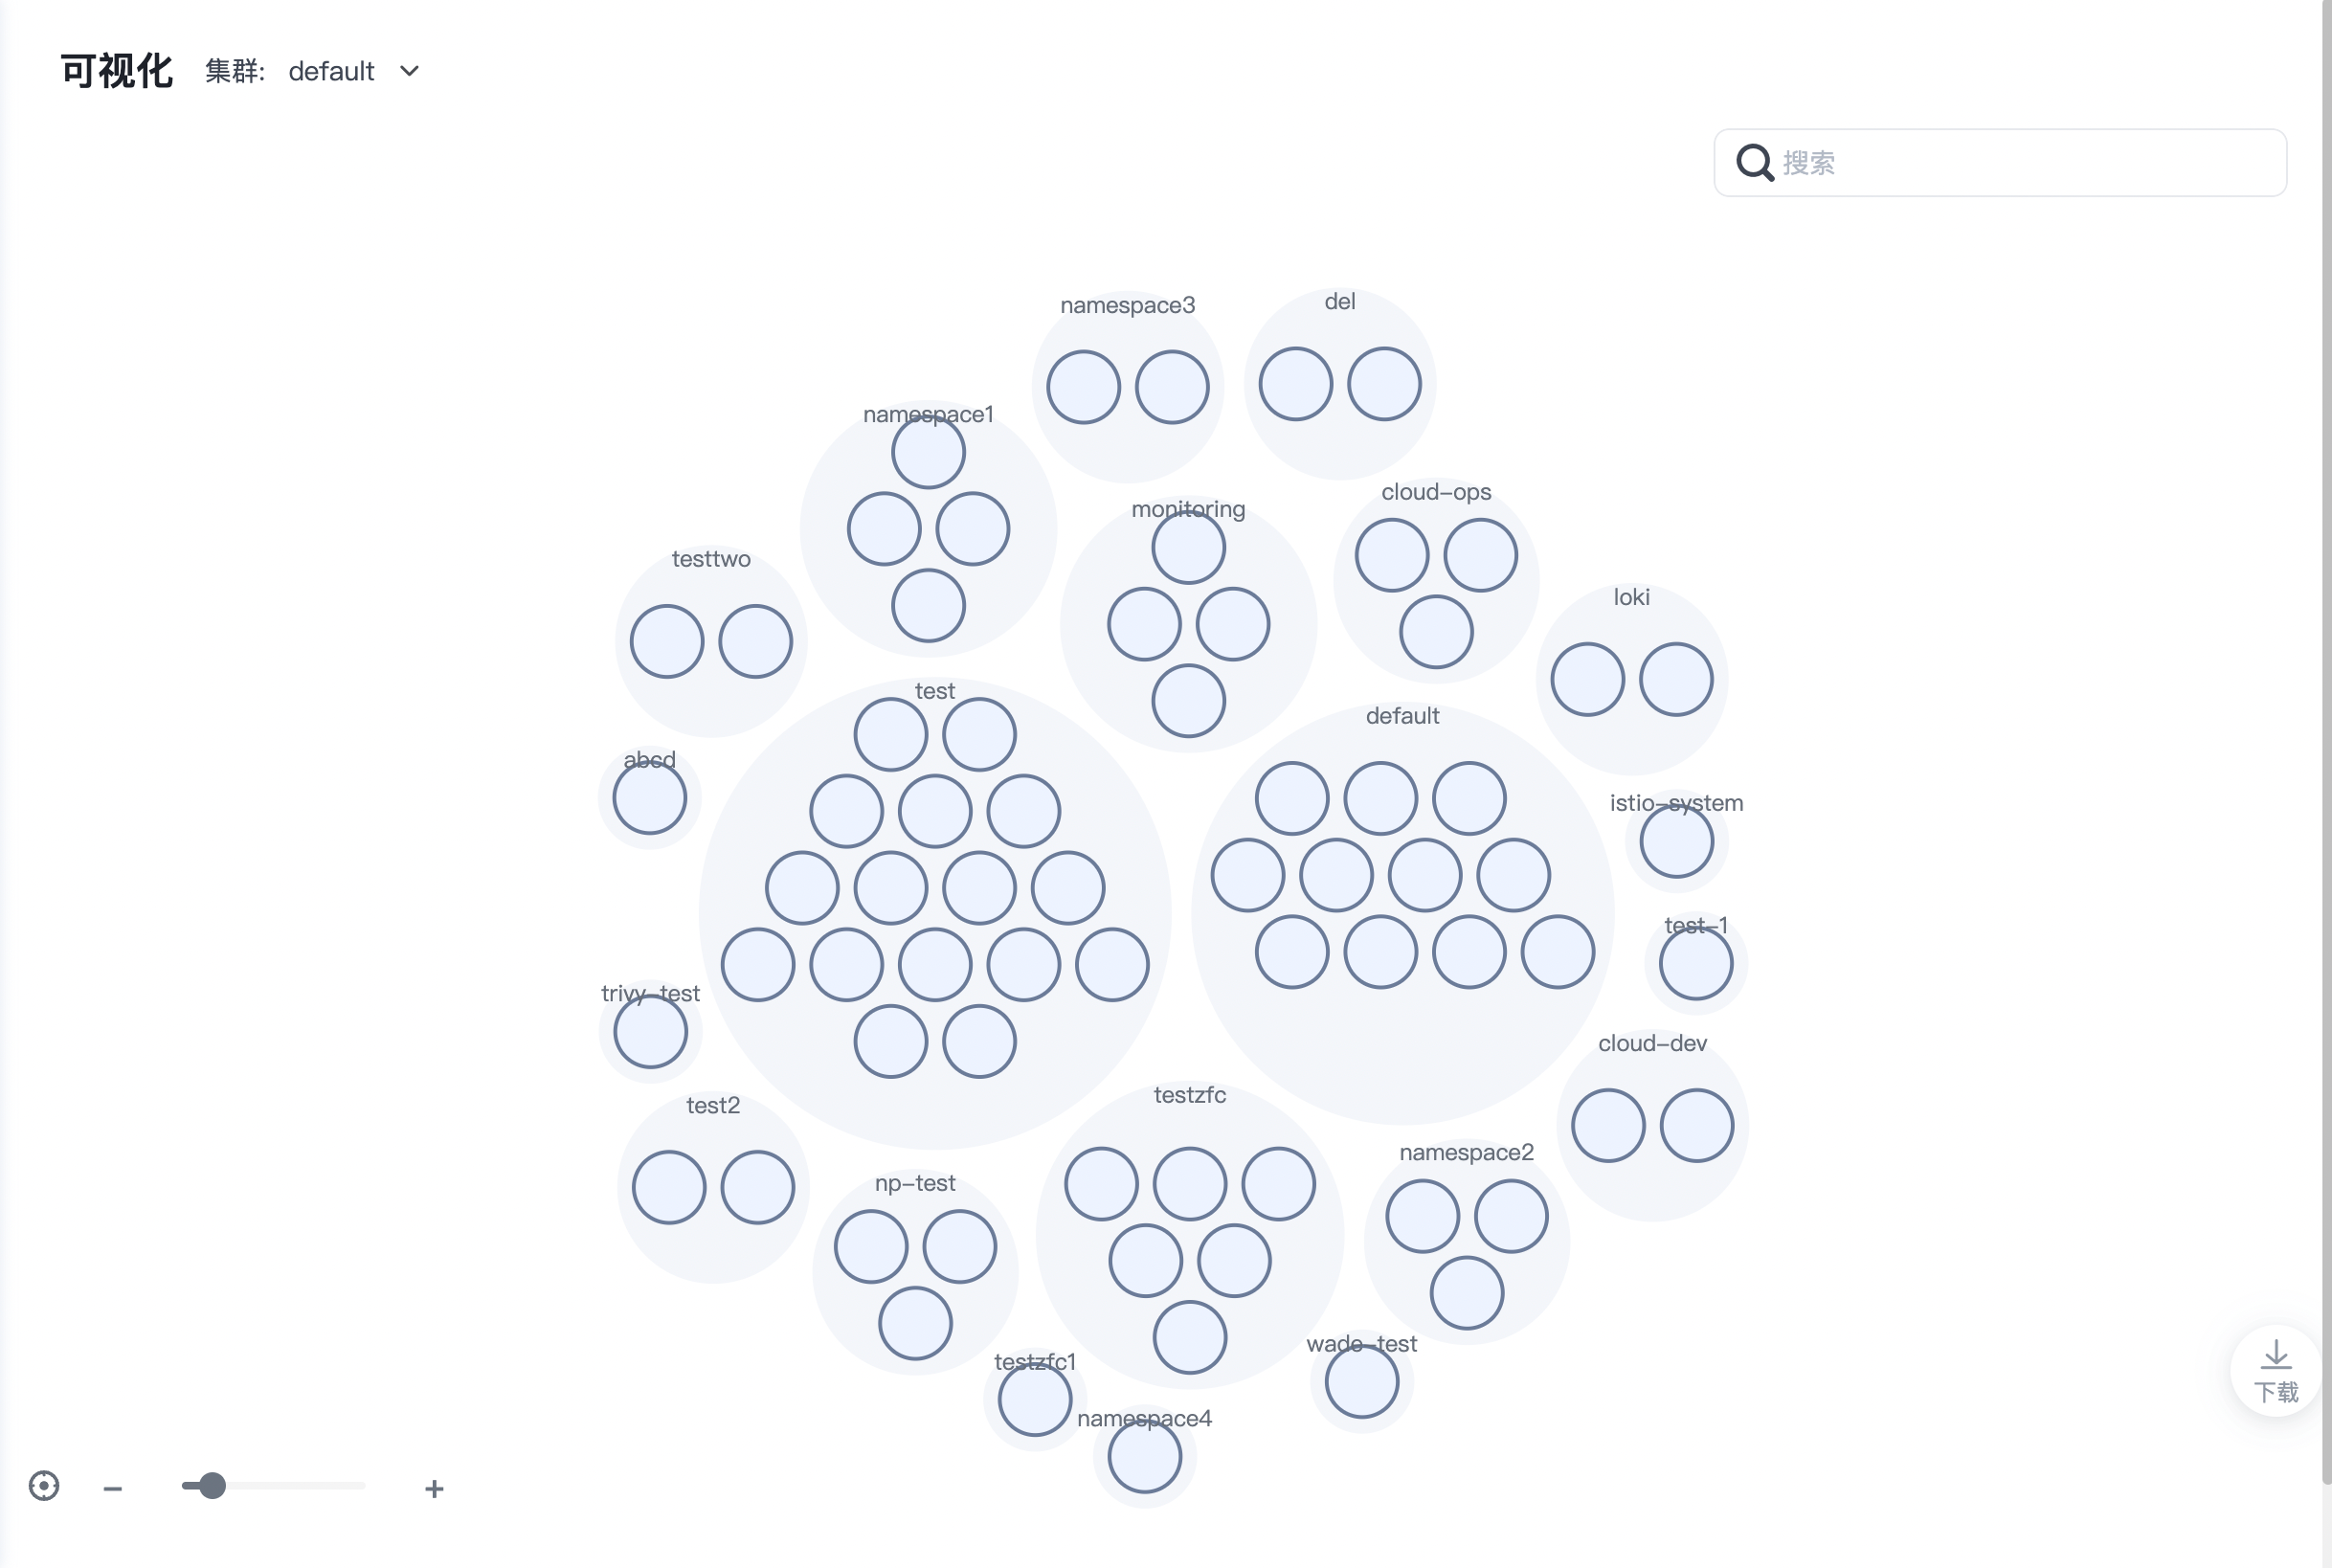 可视化 集群: default
搜索
namespace3
del
namespace1
cloud-ops
monitoring
testtwo
loki
test
default
abcd
istio-system
test-1
trivy-test
cloud-dev
testzfc
test2
namespace2
np-test
wade-test
testzfc1
下载
namespace4